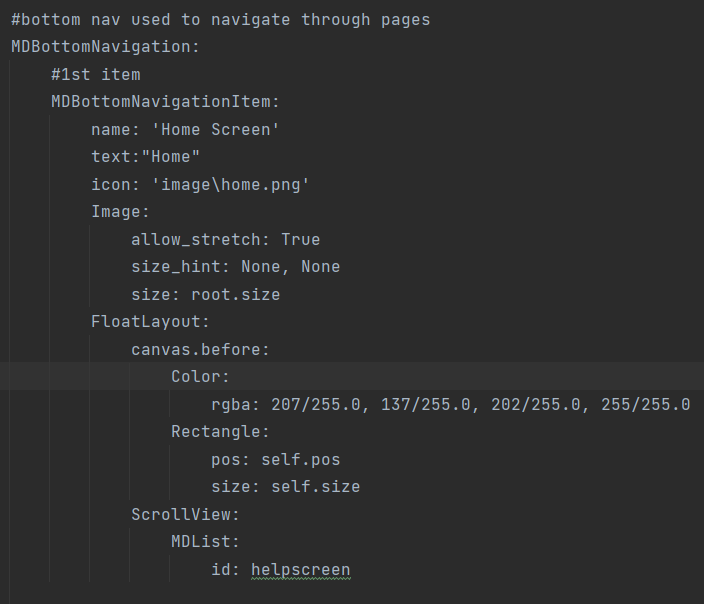 #bottom nav used to navigate through pages
MDBottomNavigation:
    #1st item
    MDBottomNavigationItem:
        name: 'Home Screen'
        text:"Home"
        icon: 'image\home.png'
        Image:
            allow_stretch: True
            size_hint: None, None
            size: root.size
        FloatLayout:
            canvas.before:
                Color:
                    rgba: 207/255.0, 137/255.0, 202/255.0, 255/255.0
                Rectangle:
                    pos: self.pos
                    size: self.size
            ScrollView:
                MDList:
                    id: helpscreen